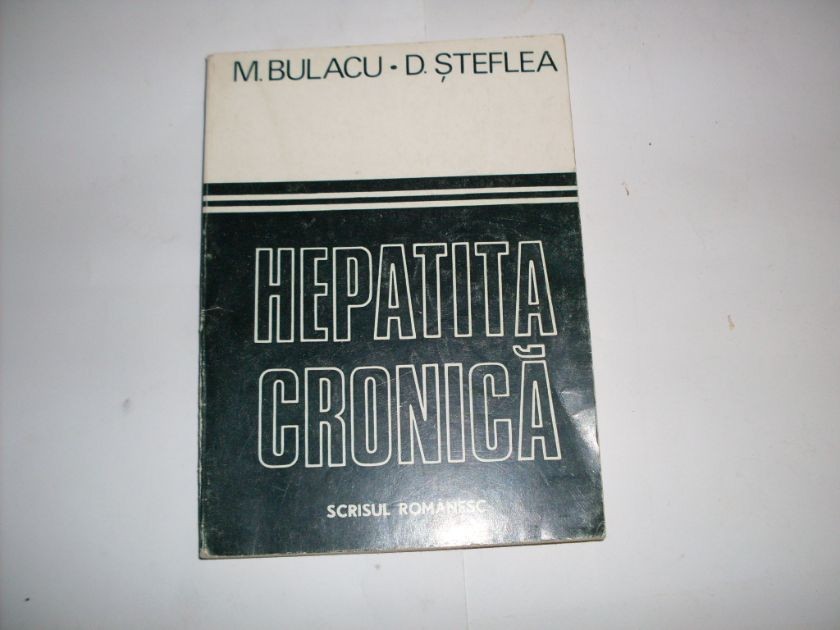 M. BULACU • D. ȘTEFLEA
HEPATITA
CRONICĂ
SCRISUL ROMÂNESC